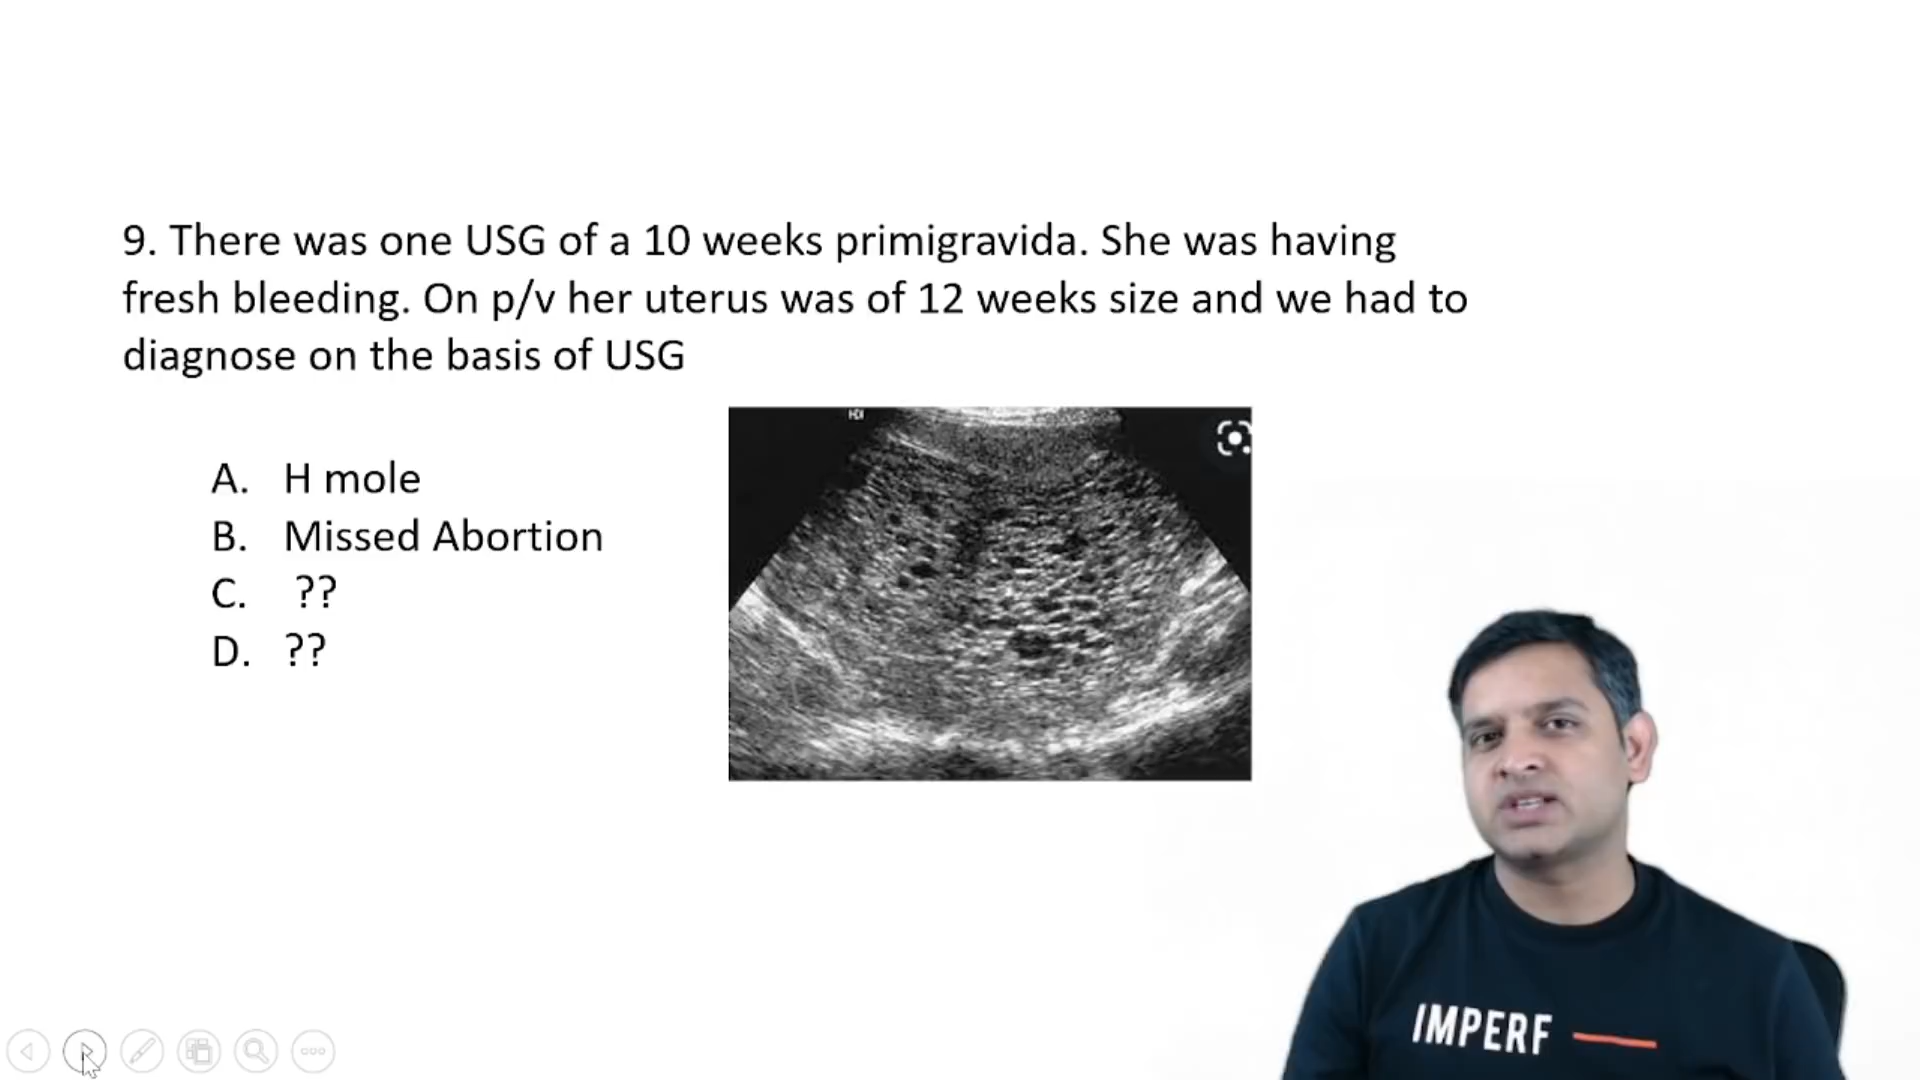 9. There was one USG of a 10 weeks primigravida. She was having
fresh bleeding. On p/v her uterus was of 12 weeks size and we had to
diagnose on the basis of USG
HDI
A. H mole
B. Missed Abortion
C. ??
D. ??
IMPERF